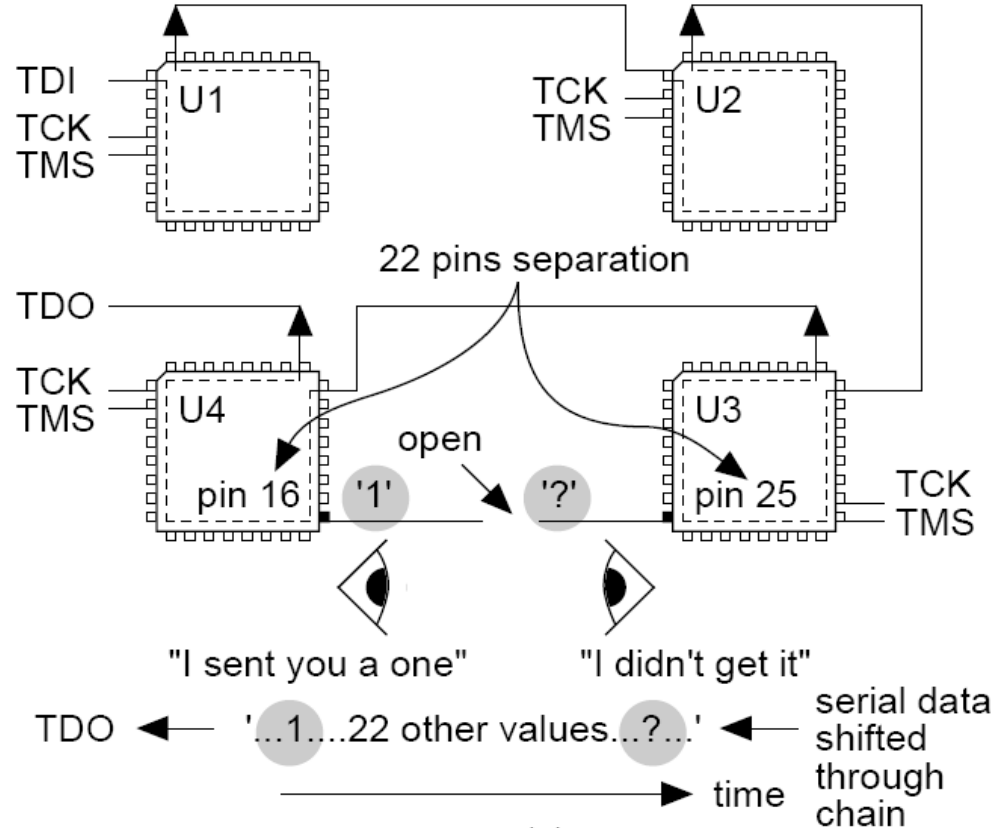 TDI
U1
TCK
TMS
TCK
TMS
U2
22 pins separation
TDO
TCK
TMS
U4
pin 16
'1'
open
'?'
U3
pin 25
TCK
TMS
"I sent you a one"
"I didn't get it"
TDO
'...1....22 other values...?...'
serial data
shifted
through
chain
time